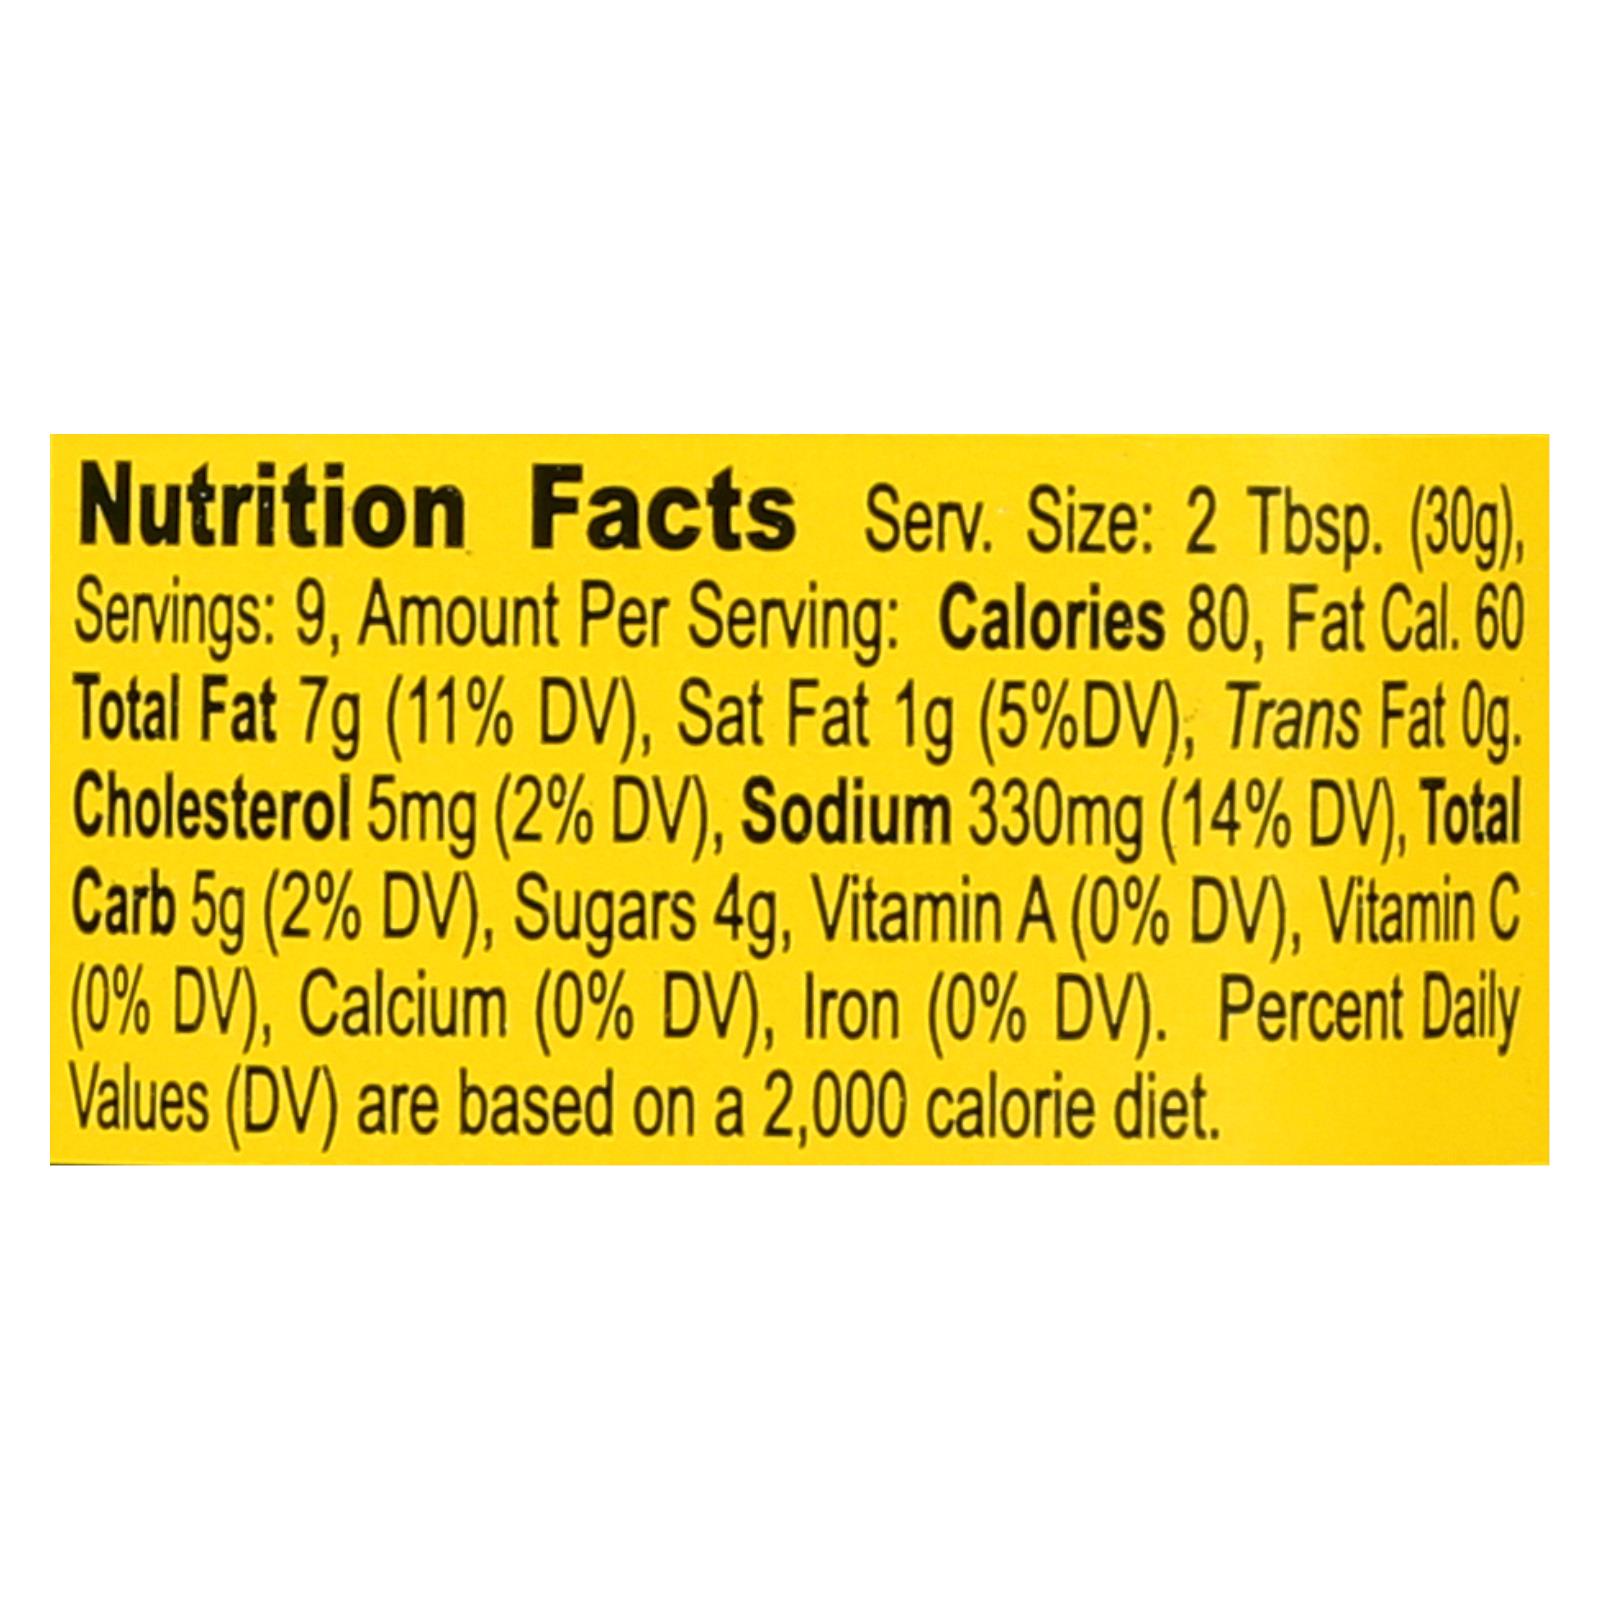 Nutrition Facts Serv. Size: 2 Tbsp. (30g),
Servings: 9, Amount Per Serving: Calories 80, Fat Cal. 60
Total Fat 7g (11% DV), Sat Fat 1g (5%DV), Trans Fat 0g.
Cholesterol 5mg (2% DV), Sodium 330mg (14% DV), Total
Carb 5g (2% DV), Sugars 4g, Vitamin A (0% DV), Vitamin C
(0% DV), Calcium (0% DV), Iron (0% DV). Percent Daily
Values (DV) are based on a 2,000 calorie diet.